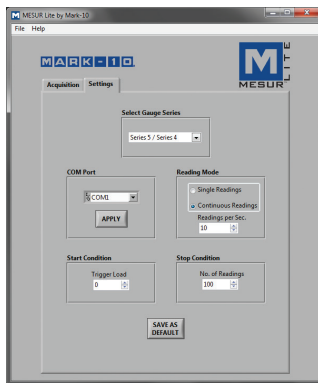 MESUR Lite by Mark-10
File Help
MARK-10
M
MESUR
LITE
Acquisition Settings
Select Gauge Series
Series 5 / Series 4
COM Port
COM1
APPLY
Reading Mode
Single Readings
Continuous Readings
Readings per Sec.
10
Start Condition
Trigger Load
0
Stop Condition
No. of Readings
100
SAVE AS
DEFAULT